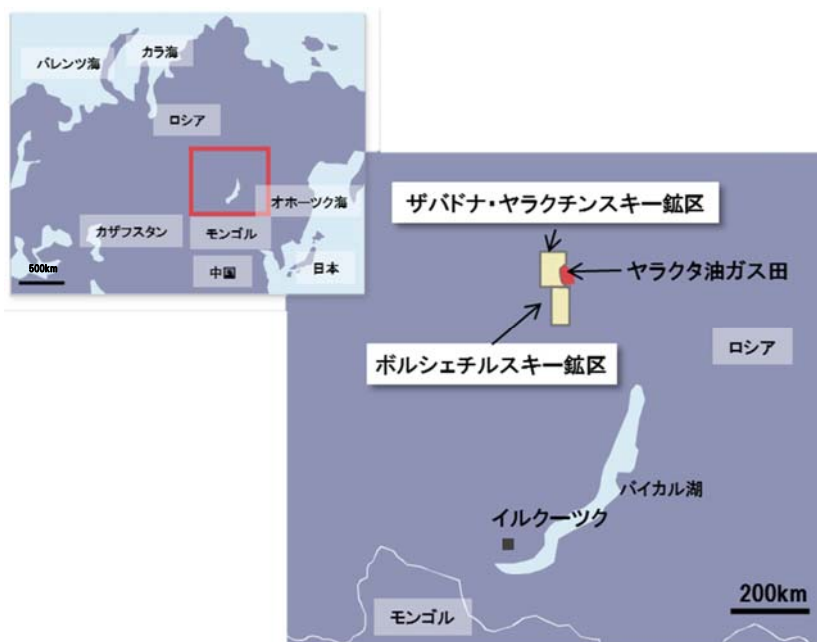 カラ海
バレンツ海
ロシア
オホーツク海
カザフスタン
モンゴル
中国
日本
500km
ザバドナ・ヤラクチンスキー鉱区
ヤラクタ油ガス田
ボルシェチルスキー鉱区
ロシア
バイカル湖
イルクーツク
モンゴル
200km